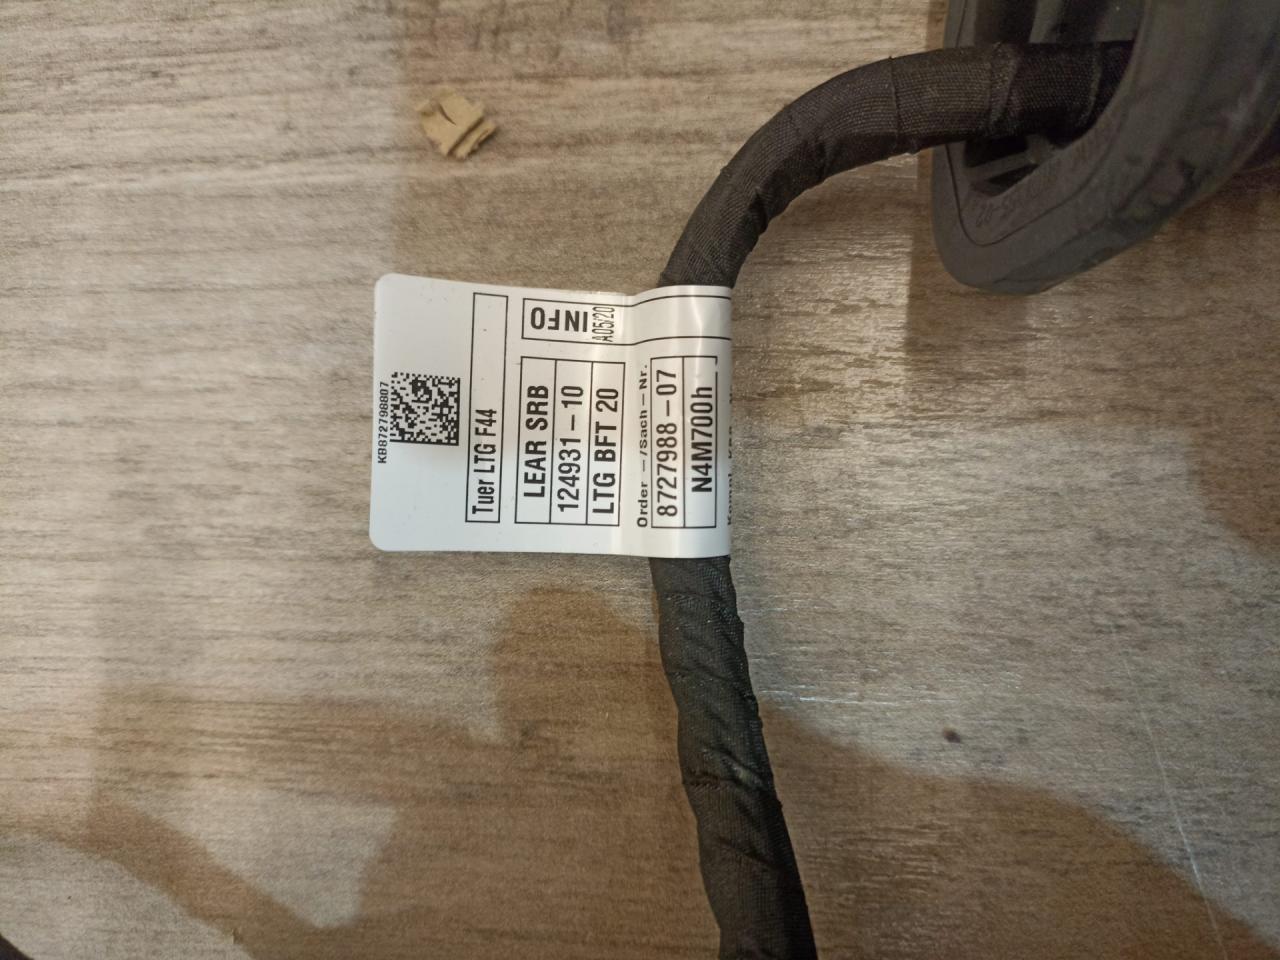 KB872798807
Tuer LTG F44
INFO
A05/20
LEAR SRB
124931-10
LTG BFT 20
Order-/Sach-Nr.
8727988-07
N4M700h